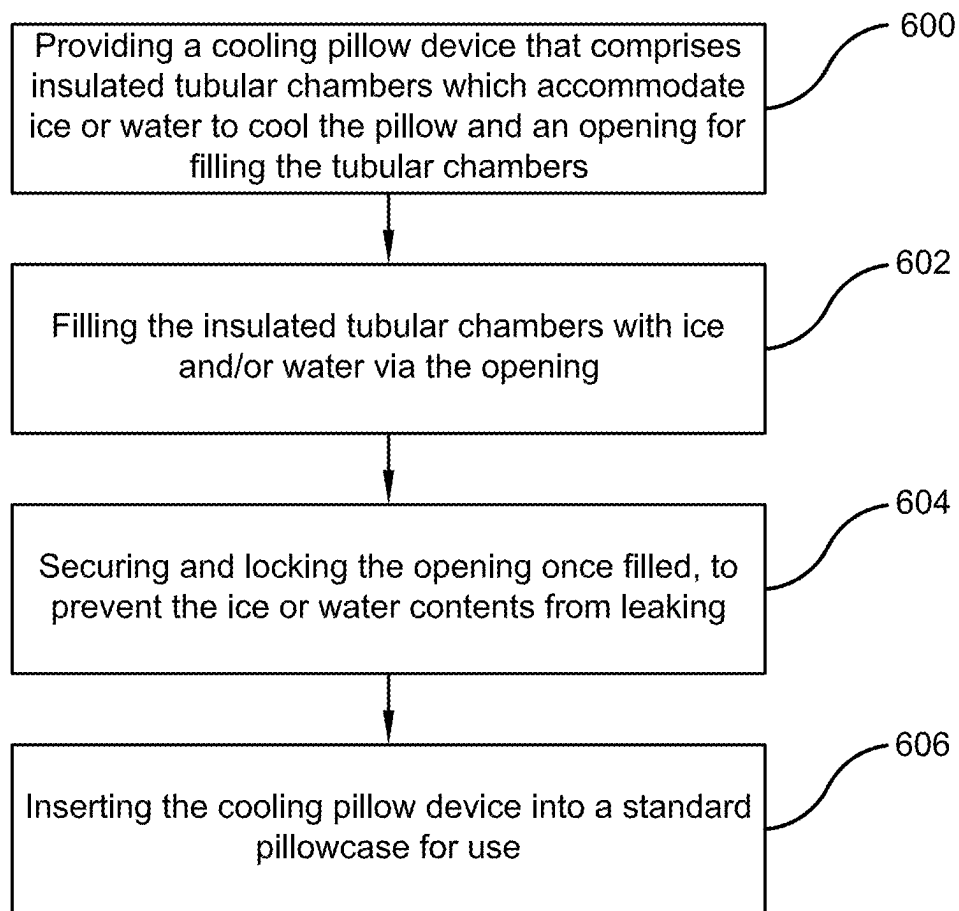 Providing a cooling pillow device that comprises
insulated tubular chambers which accommodate
ice or water to cool the pillow and an opening for
filling the tubular chambers
600
Filling the insulated tubular chambers with ice
and/or water via the opening
602
Securing and locking the opening once filled, to
prevent the ice or water contents from leaking
604
Inserting the cooling pillow device into a standard
pillowcase for use
606